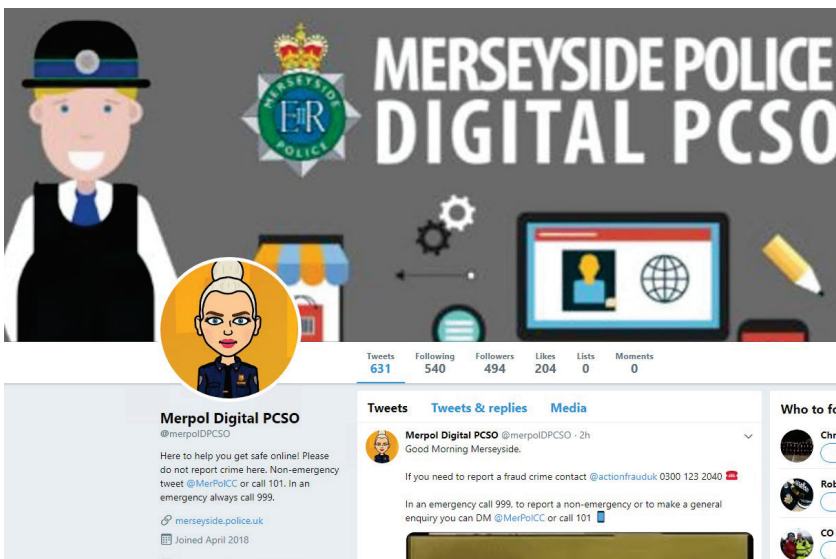 MERSEYSIDE POLICE
DIGITAL PCSO
MERSEYSIDE
EIIR
POLICE
Tweets Following Followers Likes Lists Moments
631 540 494 204 0 0
Merpol Digital PCSO
@merpolDPCSO
Here to help you get safe online! Please
do not report crime here. Non-emergency
tweet @MerPolCC or call 101. In an
emergency always call 999.
merseyside.police.uk
Joined April 2018
Tweets Tweets & replies Media
Merpol Digital PCSO @merpolDPCSO · 2h
Good Morning Merseyside.
If you need to report a fraud crime contact @actionfrauduk 0300 123 2040 ☎️
In an emergency call 999, to report a non-emergency or to make a general
enquiry you can DM @MerPolCC or call 101 📱
Who to fo
Chr
Rob
CO